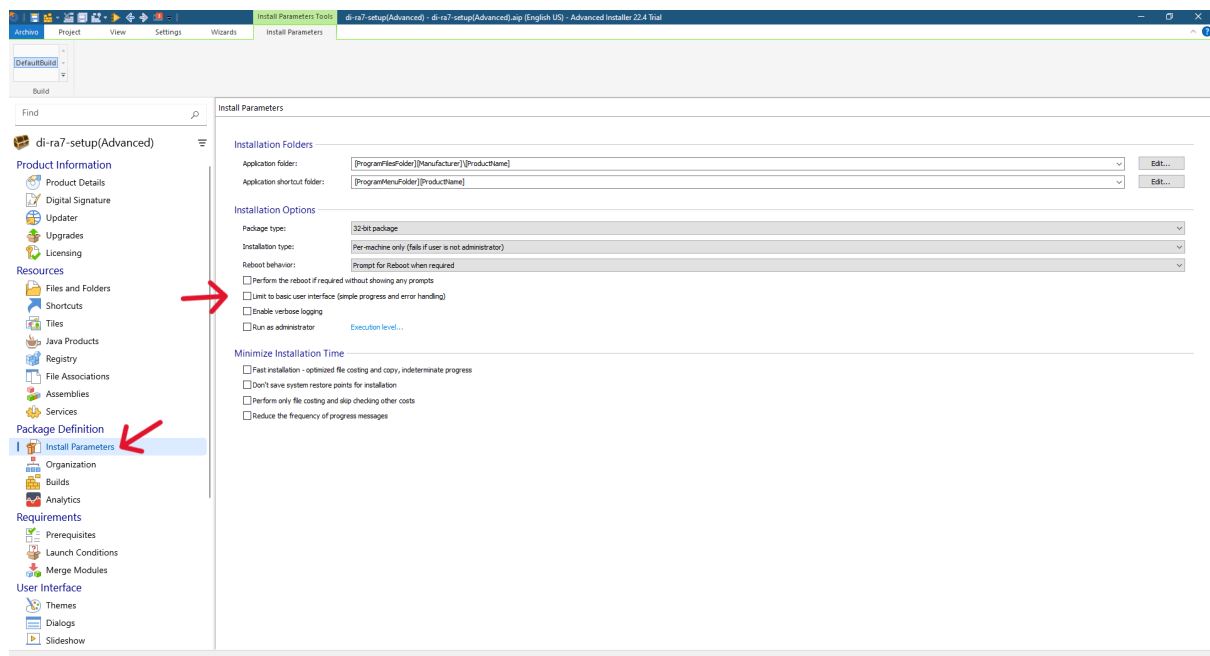 Install Parameters Tools
di-ra7-setup(Advanced) - di-ra7-setup(Advanced).aip (English US) - Advanced Installer 22.4 Trial
Archivo Project View Settings Wizards Install Parameters
DefaultBuild
Build
Find
di-ra7-setup(Advanced)
Product Information
Product Details
Digital Signature
Updater
Upgrades
Licensing
Resources
Files and Folders
Shortcuts
Tiles
Java Products
Registry
File Associations
Assemblies
Services
Package Definition
Install Parameters
Organization
Builds
Analytics
Requirements
Prerequisites
Launch Conditions
Merge Modules
User Interface
Themes
Dialogs
Slideshow
Install Parameters
Installation Folders
Application folder: [ProgramFilesFolder][Manufacturer]\[ProductName] Edit...
Application shortcut folder: [ProgramMenuFolder][ProductName] Edit...
Installation Options
Package type: 32-bit package
Installation type: Per-machine only (fails if user is not administrator)
Reboot behavior: Prompt for Reboot when required
Perform the reboot if required without showing any prompts
Limit to basic user interface (simple progress and error handling)
Enable verbose logging
Run as administrator Execution level...
Minimize Installation Time
Fast installation - optimized file costing and copy, indeterminate progress
Don't save system restore points for installation
Perform only file costing and skip checking other costs
Reduce the frequency of progress messages